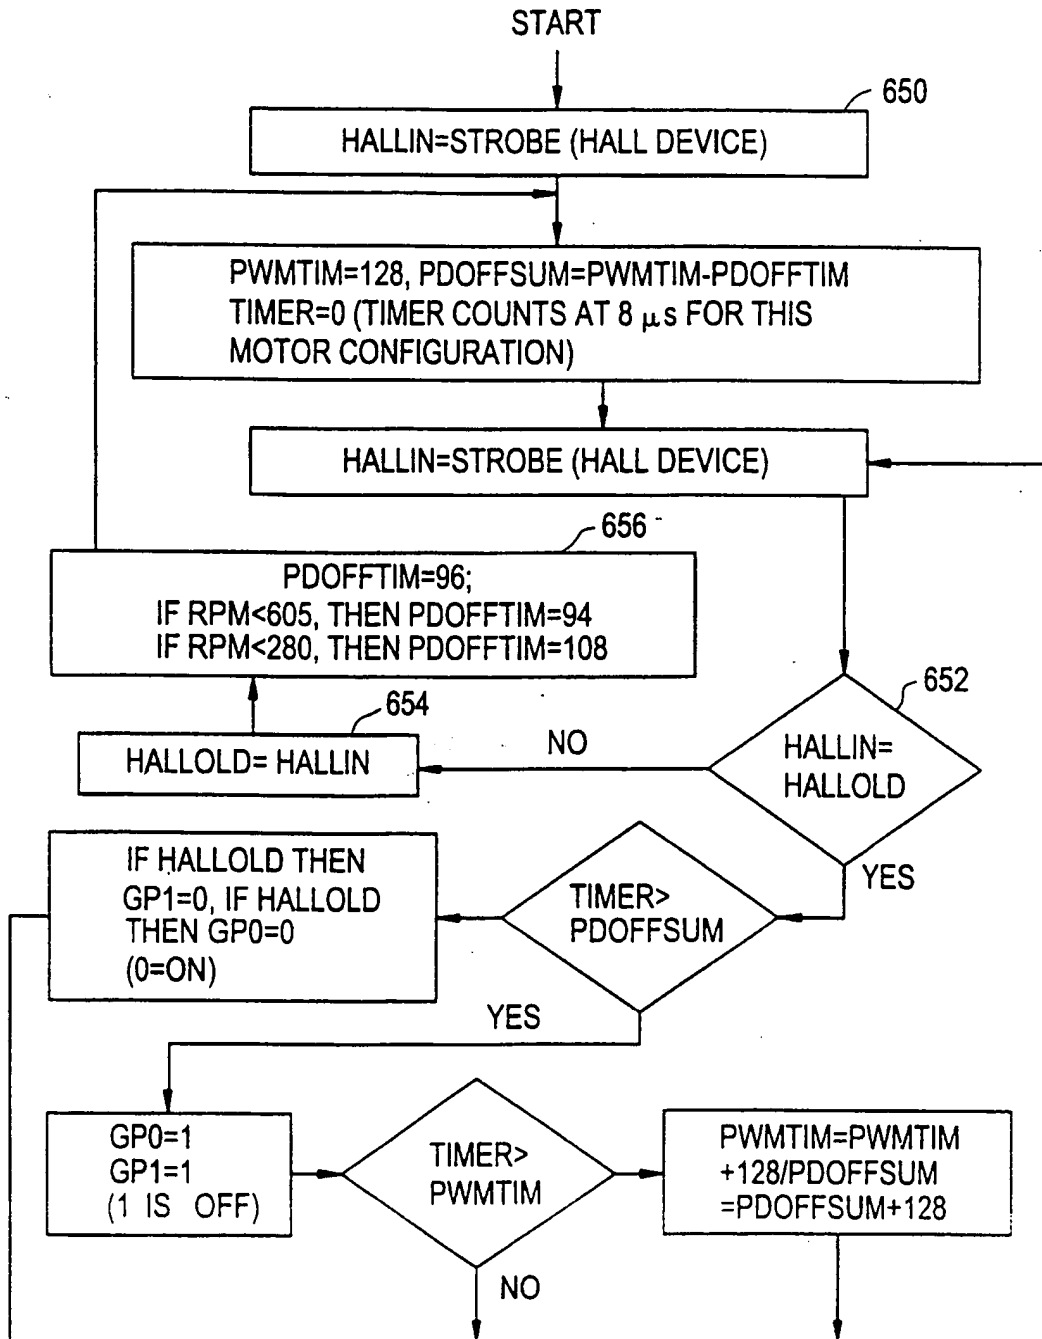 START
650
HALLIN=STROBE (HALL DEVICE)
PWMTIM=128, PDOFFSUM=PWMTIM-PDOFFTIM
TIMER=0 (TIMER COUNTS AT 8 μs FOR THIS
MOTOR CONFIGURATION)
HALLIN=STROBE (HALL DEVICE)
656
PDOFFTIM=96;
IF RPM<605, THEN PDOFFTIM=94
IF RPM<280, THEN PDOFFTIM=108
654
HALLOLD= HALLIN
NO
652
HALLIN=
HALLOLD
YES
IF HALLOLD THEN
GP1=0, IF HALLOLD
THEN GP0=0
(0=ON)
TIMER>
PDOFFSUM
YES
GP0=1
GP1=1
(1 IS OFF)
TIMER>
PWMTIM
NO
PWMTIM=PWMTIM
+128/PDOFFSUM
=PDOFFSUM+128